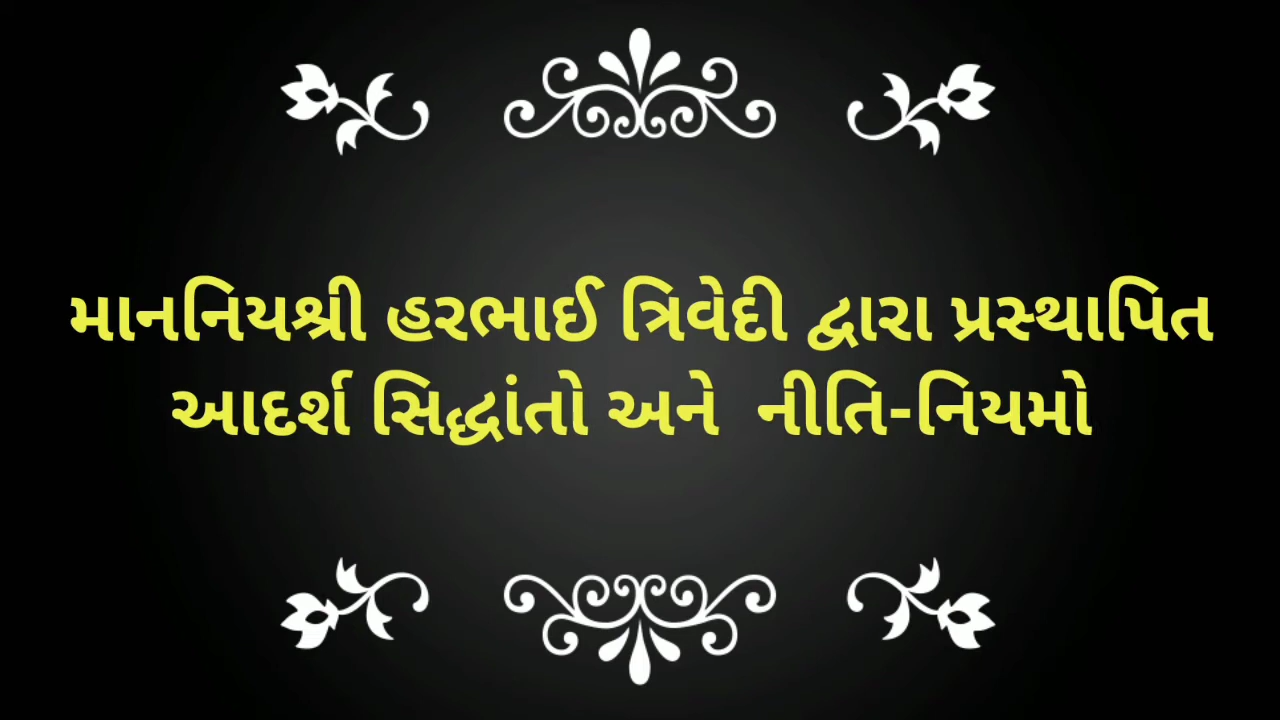 માનનિયશ્રી હરભાઈ ત્રિવેદી દ્વારા પ્રસ્થાપિત
આદર્શ સિદ્ધાંતો અને નીતિ-નિયમો